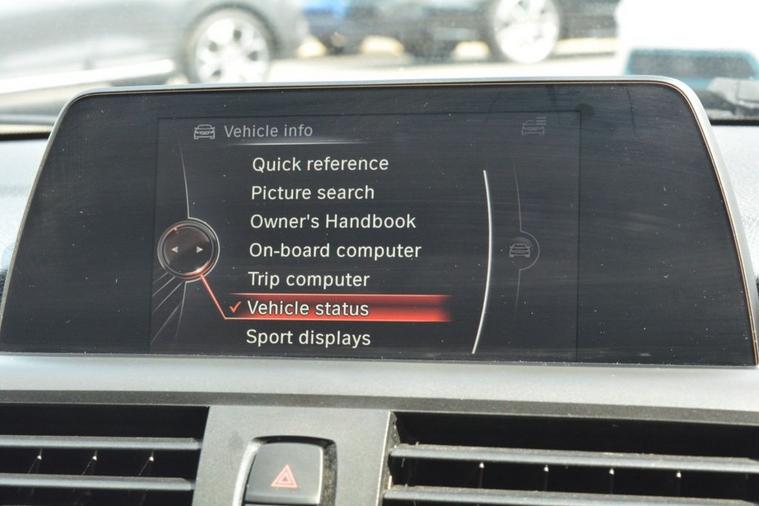 Vehicle info
Quick reference
Picture search
Owner's Handbook
On-board computer
Trip computer
Vehicle status
Sport displays